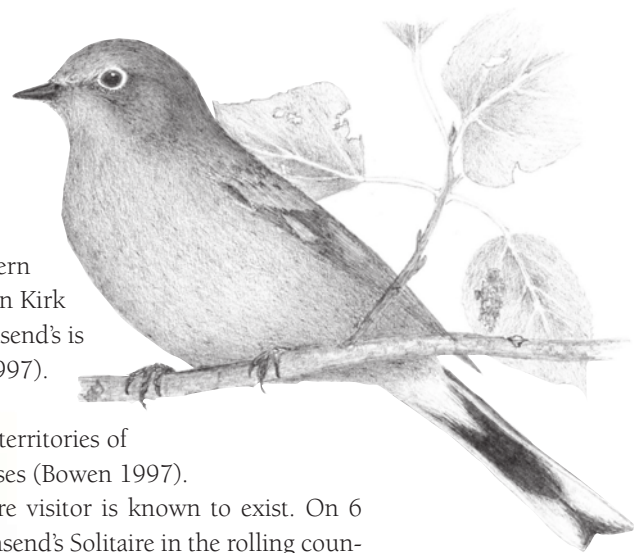 ern
n Kirk
send's is
997).
territories of
ses (Bowen 1997).
re visitor is known to exist. On 6
nsend's Solitaire in the rolling coun-